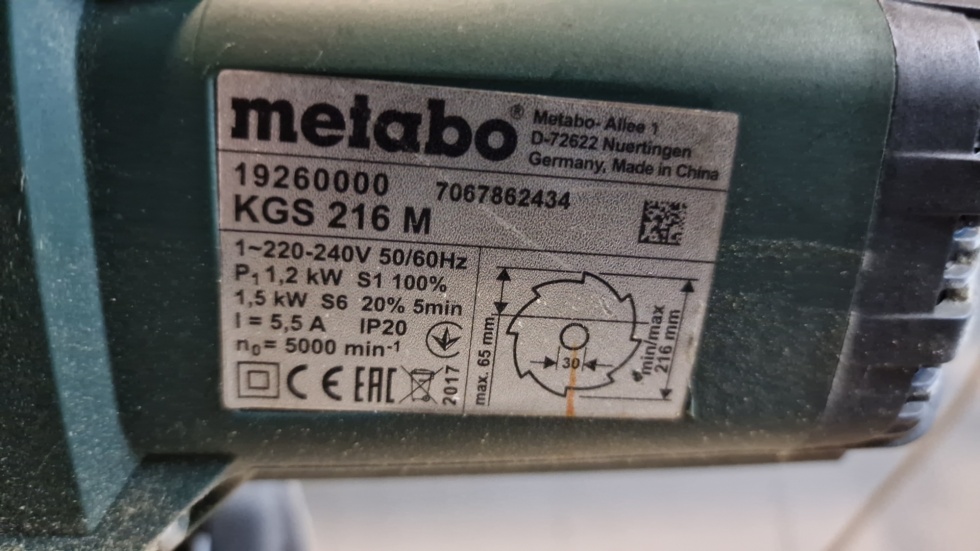 metabo®
Metabo-Allee 1
D-72622 Nuertingen
Germany, Made in China
19260000 7067862434
KGS 216 M
1~220-240V 50/60Hz
P₁ 1,2 kW S1 100%
1,5 kW S6 20% 5min
I = 5,5 A IP20
n₀= 5000 min⁻¹
CE EAC 2017
max. 65 mm
30
min/max
216 mm